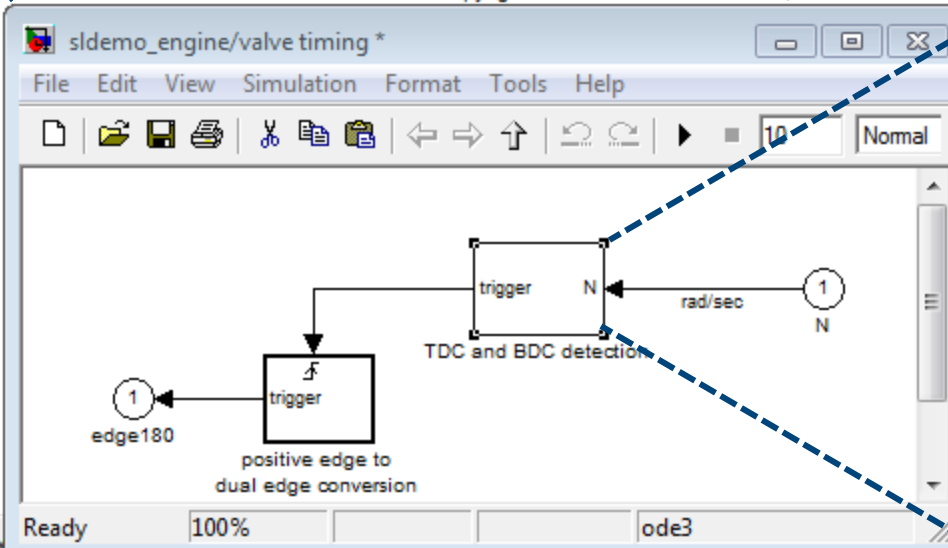 sldemo_engine/valve timing *
File Edit View Simulation Format Tools Help
10 Normal
trigger N
rad/sec
1
N
TDC and BDC detection
1
edge180
trigger
positive edge to
dual edge conversion
Ready 100% ode3